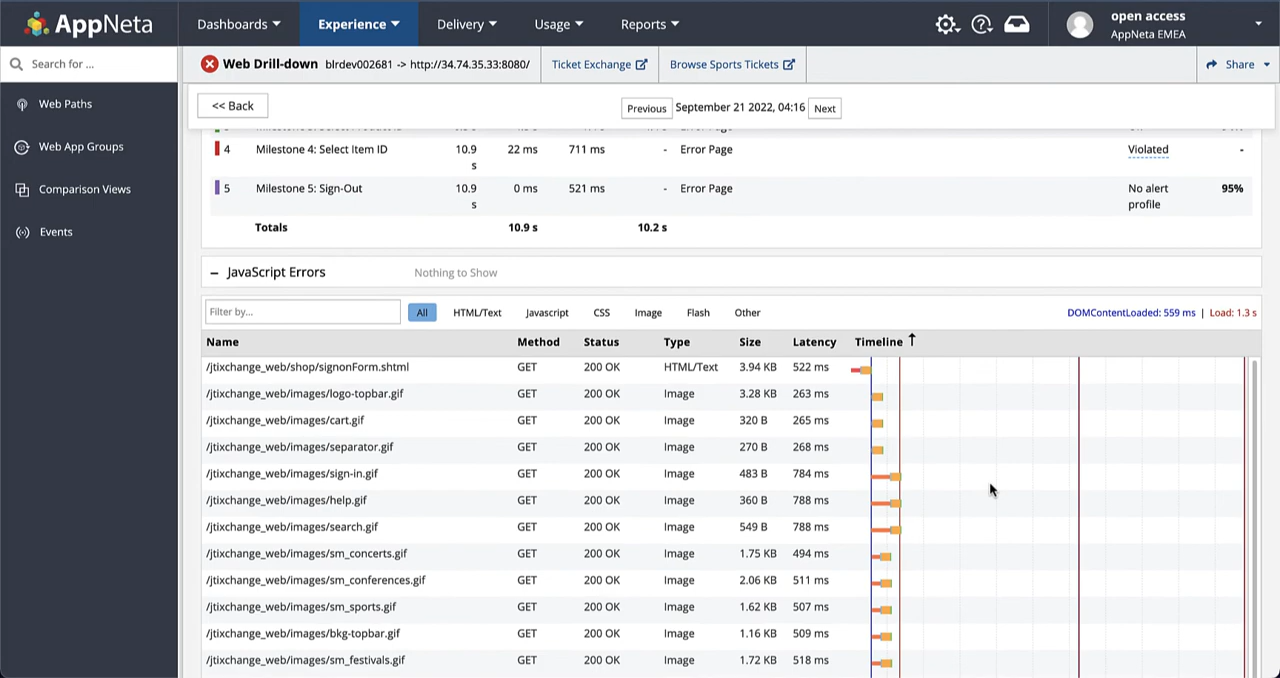 AppNeta
Dashboards
Experience
Delivery
Usage
Reports
open access
AppNeta EMEA
Search for ...
Web Drill-down blrdev002681 -> http://34.74.35.33:8080/
Ticket Exchange
Browse Sports Tickets
Share
Web Paths
Web App Groups
Comparison Views
Events
<< Back
Previous September 21 2022, 04:16 Next
4 Milestone 4: Select Item ID 10.9 s 22 ms 711 ms - Error Page Violated -
5 Milestone 5: Sign-Out 10.9 s 0 ms 521 ms - Error Page No alert profile 95%
Totals 10.9 s 10.2 s
– JavaScript Errors Nothing to Show
Filter by... All HTML/Text Javascript CSS Image Flash Other DOMContentLoaded: 559 ms | Load: 1.3 s
Name Method Status Type Size Latency Timeline
/jtixchange_web/shop/signonForm.shtml GET 200 OK HTML/Text 3.94 KB 522 ms
/jtixchange_web/images/logo-topbar.gif GET 200 OK Image 3.28 KB 263 ms
/jtixchange_web/images/cart.gif GET 200 OK Image 320 B 265 ms
/jtixchange_web/images/separator.gif GET 200 OK Image 270 B 268 ms
/jtixchange_web/images/sign-in.gif GET 200 OK Image 483 B 784 ms
/jtixchange_web/images/help.gif GET 200 OK Image 360 B 788 ms
/jtixchange_web/images/search.gif GET 200 OK Image 549 B 788 ms
/jtixchange_web/images/sm_concerts.gif GET 200 OK Image 1.75 KB 494 ms
/jtixchange_web/images/sm_conferences.gif GET 200 OK Image 2.06 KB 511 ms
/jtixchange_web/images/sm_sports.gif GET 200 OK Image 1.62 KB 507 ms
/jtixchange_web/images/bkg-topbar.gif GET 200 OK Image 1.16 KB 509 ms
/jtixchange_web/images/sm_festivals.gif GET 200 OK Image 1.72 KB 518 ms